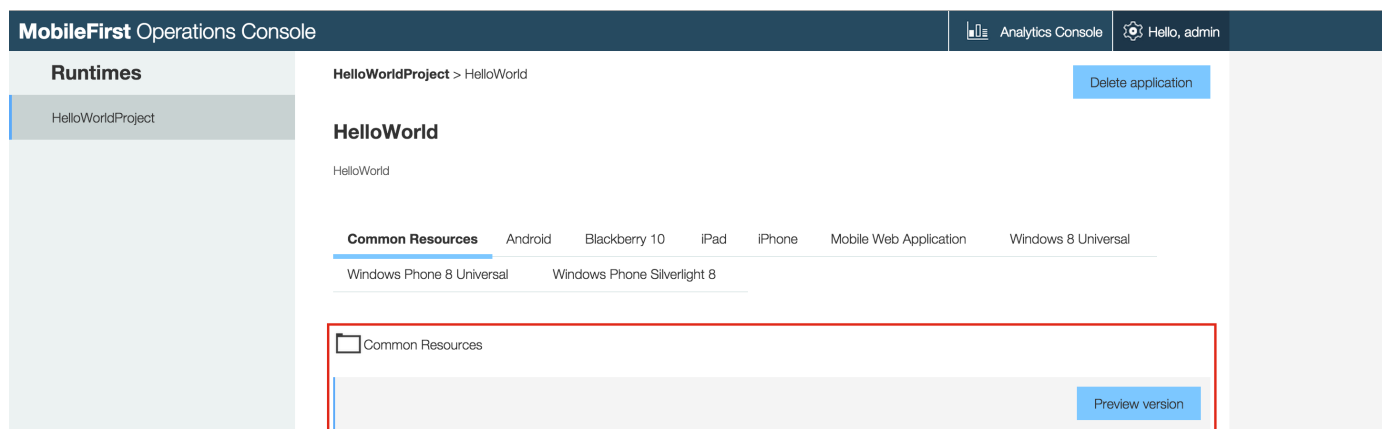 MobileFirst Operations Console
Analytics Console
Hello, admin
Runtimes
HelloWorldProject
HelloWorldProject > HelloWorld
Delete application
HelloWorld
HelloWorld
Common Resources Android Blackberry 10 iPad iPhone Mobile Web Application Windows 8 Universal
Windows Phone 8 Universal Windows Phone Silverlight 8
Common Resources
Preview version